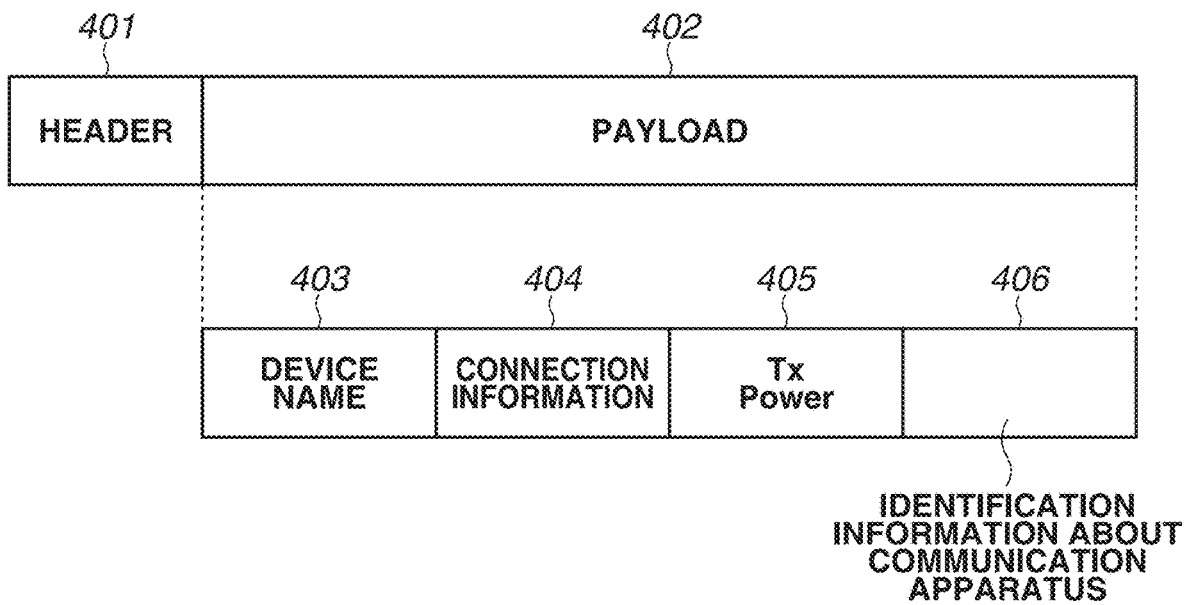 401 402
HEADER PAYLOAD
403 404 405 406
DEVICE NAME
CONNECTION INFORMATION
Tx Power
IDENTIFICATION
INFORMATION ABOUT
COMMUNICATION
APPARATUS